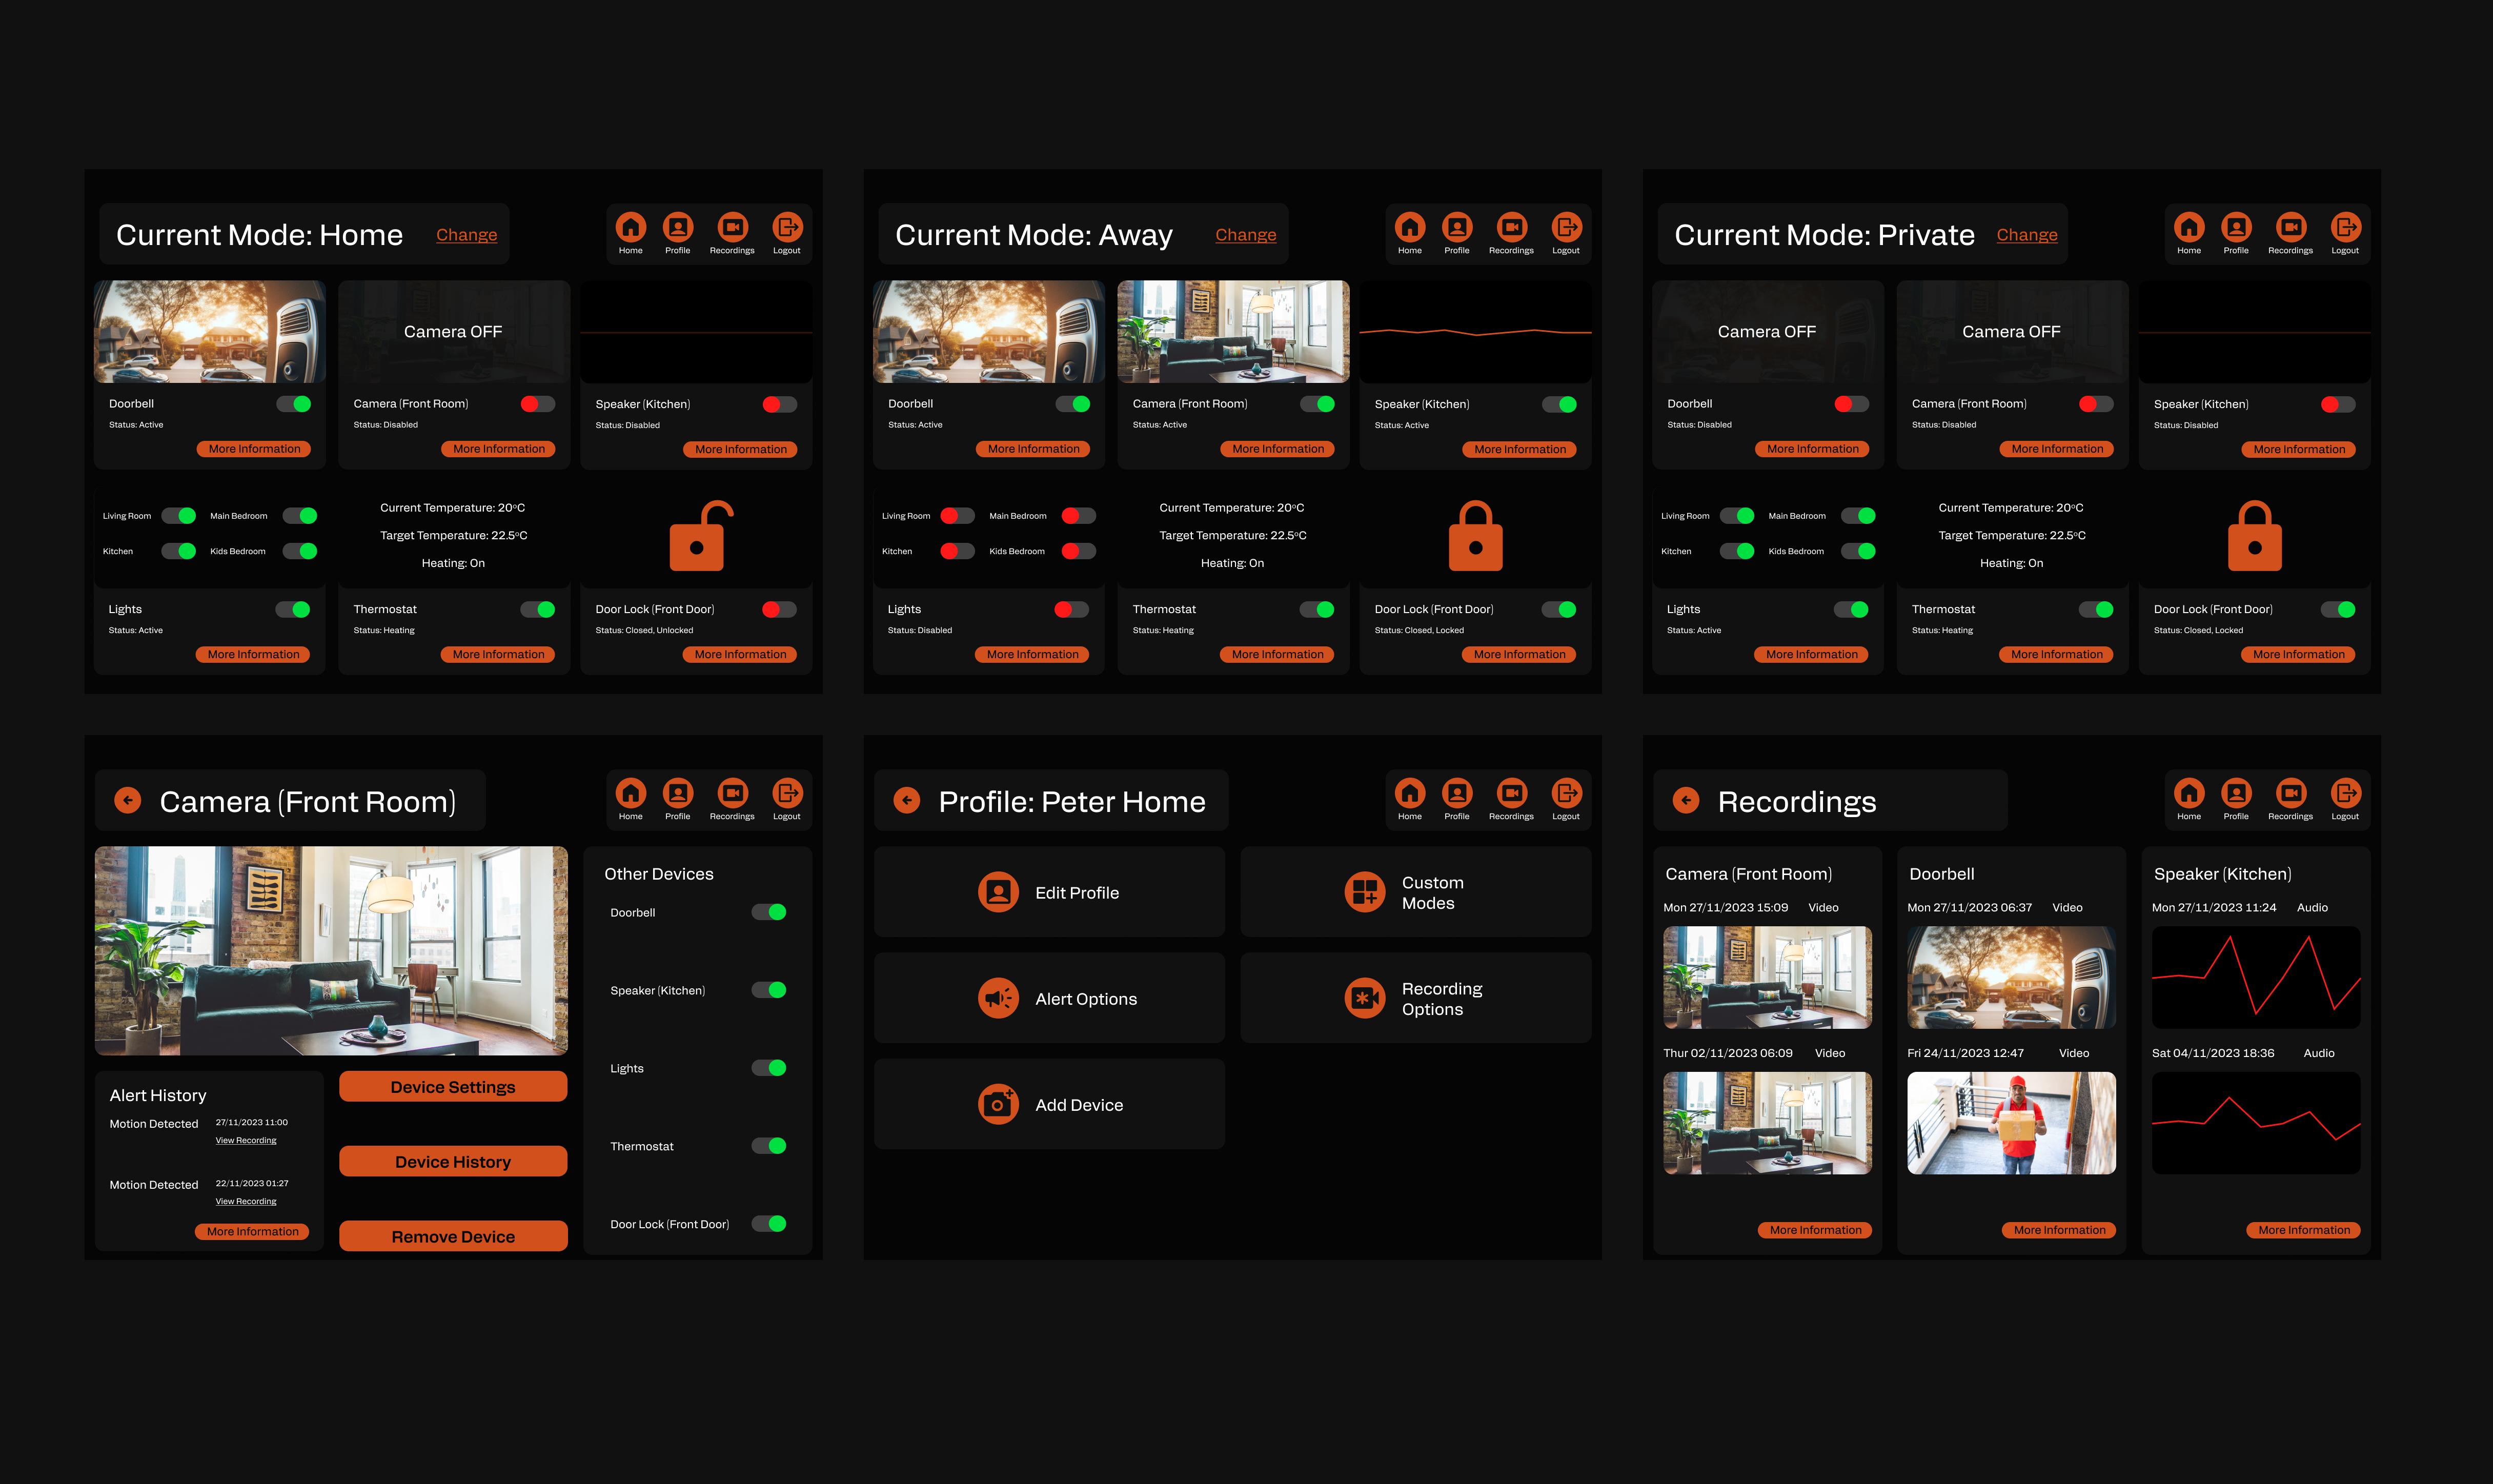 Current Mode: Home Change
Home Profile Recordings Logout
Camera OFF
Doorbell
Status: Active
More Information
Camera (Front Room)
Status: Disabled
More Information
Speaker (Kitchen)
Status: Disabled
More Information
Living Room Main Bedroom
Kitchen Kids Bedroom
Lights
Status: Active
More Information
Current Temperature: 20°C
Target Temperature: 22.5°C
Heating: On
Thermostat
Status: Heating
More Information
Door Lock (Front Door)
Status: Closed, Unlocked
More Information
Current Mode: Away Change
Home Profile Recordings Logout
Doorbell
Status: Active
More Information
Camera (Front Room)
Status: Active
More Information
Speaker (Kitchen)
Status: Active
More Information
Living Room Main Bedroom
Kitchen Kids Bedroom
Lights
Status: Disabled
More Information
Current Temperature: 20°C
Target Temperature: 22.5°C
Heating: On
Thermostat
Status: Heating
More Information
Door Lock (Front Door)
Status: Closed, Locked
More Information
Current Mode: Private Change
Home Profile Recordings Logout
Camera OFF
Doorbell
Status: Disabled
More Information
Camera OFF
Camera (Front Room)
Status: Disabled
More Information
Speaker (Kitchen)
Status: Disabled
More Information
Living Room Main Bedroom
Kitchen Kids Bedroom
Lights
Status: Active
More Information
Current Temperature: 20°C
Target Temperature: 22.5°C
Heating: On
Thermostat
Status: Heating
More Information
Door Lock (Front Door)
Status: Closed, Locked
More Information
Camera (Front Room)
Home Profile Recordings Logout
Alert History
Motion Detected 27/11/2023 11:00
View Recording
Motion Detected 22/11/2023 01:27
View Recording
More Information
Device Settings
Device History
Remove Device
Other Devices
Doorbell
Speaker (Kitchen)
Lights
Thermostat
Door Lock (Front Door)
Profile: Peter Home
Home Profile Recordings Logout
Edit Profile
Custom
Modes
Alert Options
Recording
Options
Add Device
Recordings
Home Profile Recordings Logout
Camera (Front Room)
Mon 27/11/2023 15:09 Video
Thur 02/11/2023 06:09 Video
More Information
Doorbell
Mon 27/11/2023 06:37 Video
Fri 24/11/2023 12:47 Video
More Information
Speaker (Kitchen)
Mon 27/11/2023 11:24 Audio
Sat 04/11/2023 18:36 Audio
More Information